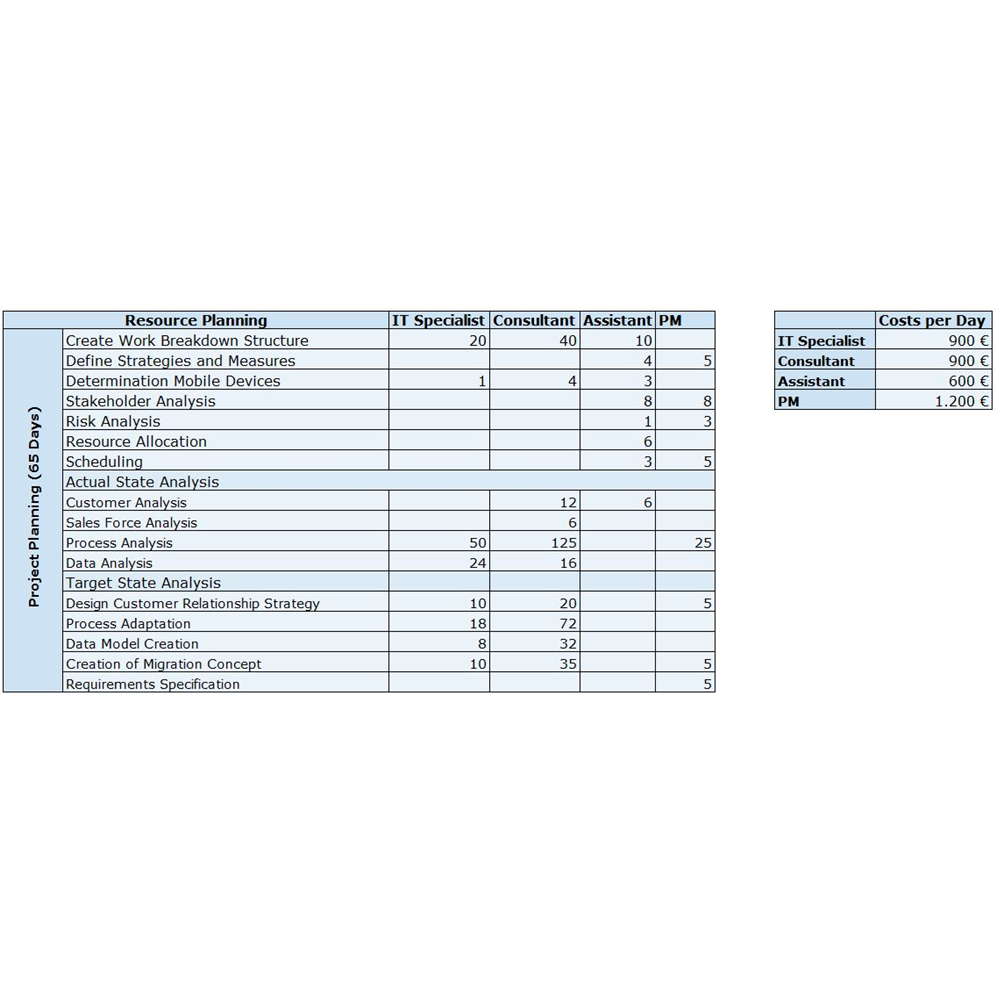 Resource Planning IT Specialist Consultant Assistant PM
Project Planning (65 Days)
Create Work Breakdown Structure 20 40 10
Define Strategies and Measures 4 5
Determination Mobile Devices 1 4 3
Stakeholder Analysis 8 8
Risk Analysis 1 3
Resource Allocation 6
Scheduling 3 5
Actual State Analysis
Customer Analysis 12 6
Sales Force Analysis 6
Process Analysis 50 125 25
Data Analysis 24 16
Target State Analysis
Design Customer Relationship Strategy 10 20 5
Process Adaptation 18 72
Data Model Creation 8 32
Creation of Migration Concept 10 35 5
Requirements Specification 5
Costs per Day
IT Specialist 900 €
Consultant 900 €
Assistant 600 €
PM 1.200 €